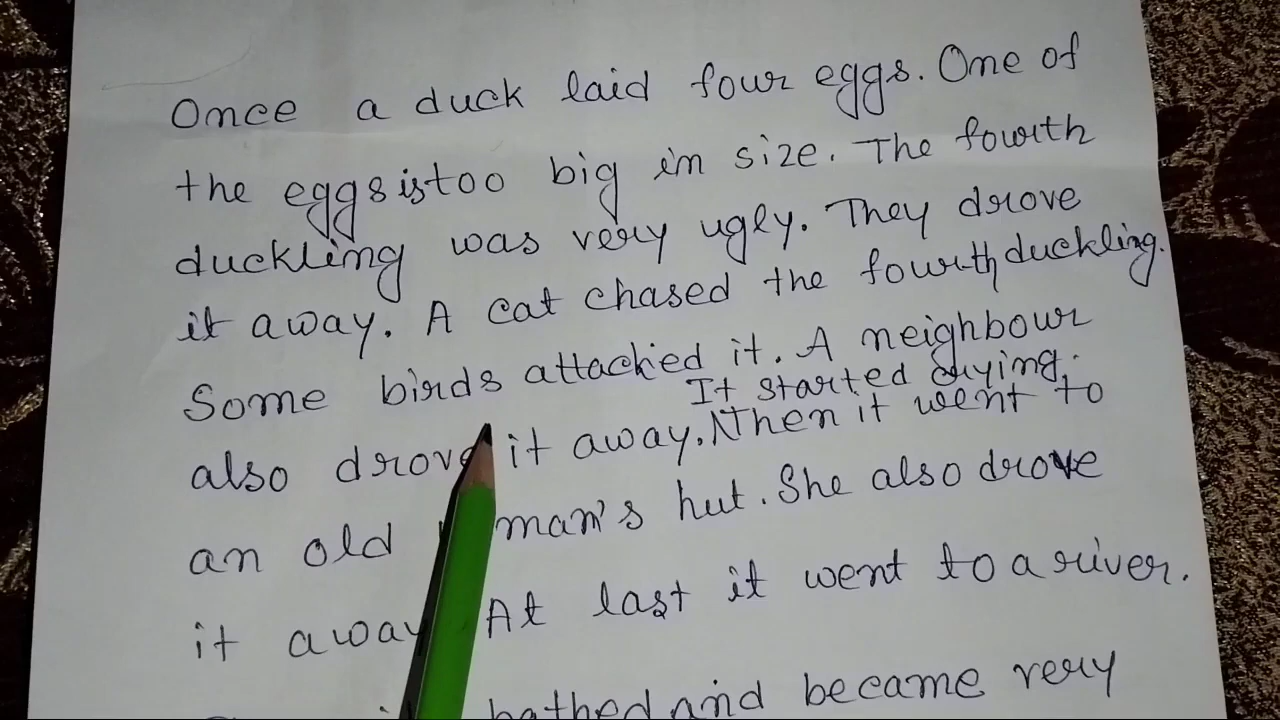 Once a duck laid four eggs. One of
the eggs is too big in size. The fourth
duckling was very ugly. They drove
it away. A cat chased the fourth duckling.
Some birds attacked it. A neighbour
It started crying.
also drove it away. Then it went to
an old man's hut. She also drove
it away At last it went to a river.
bathed and became very